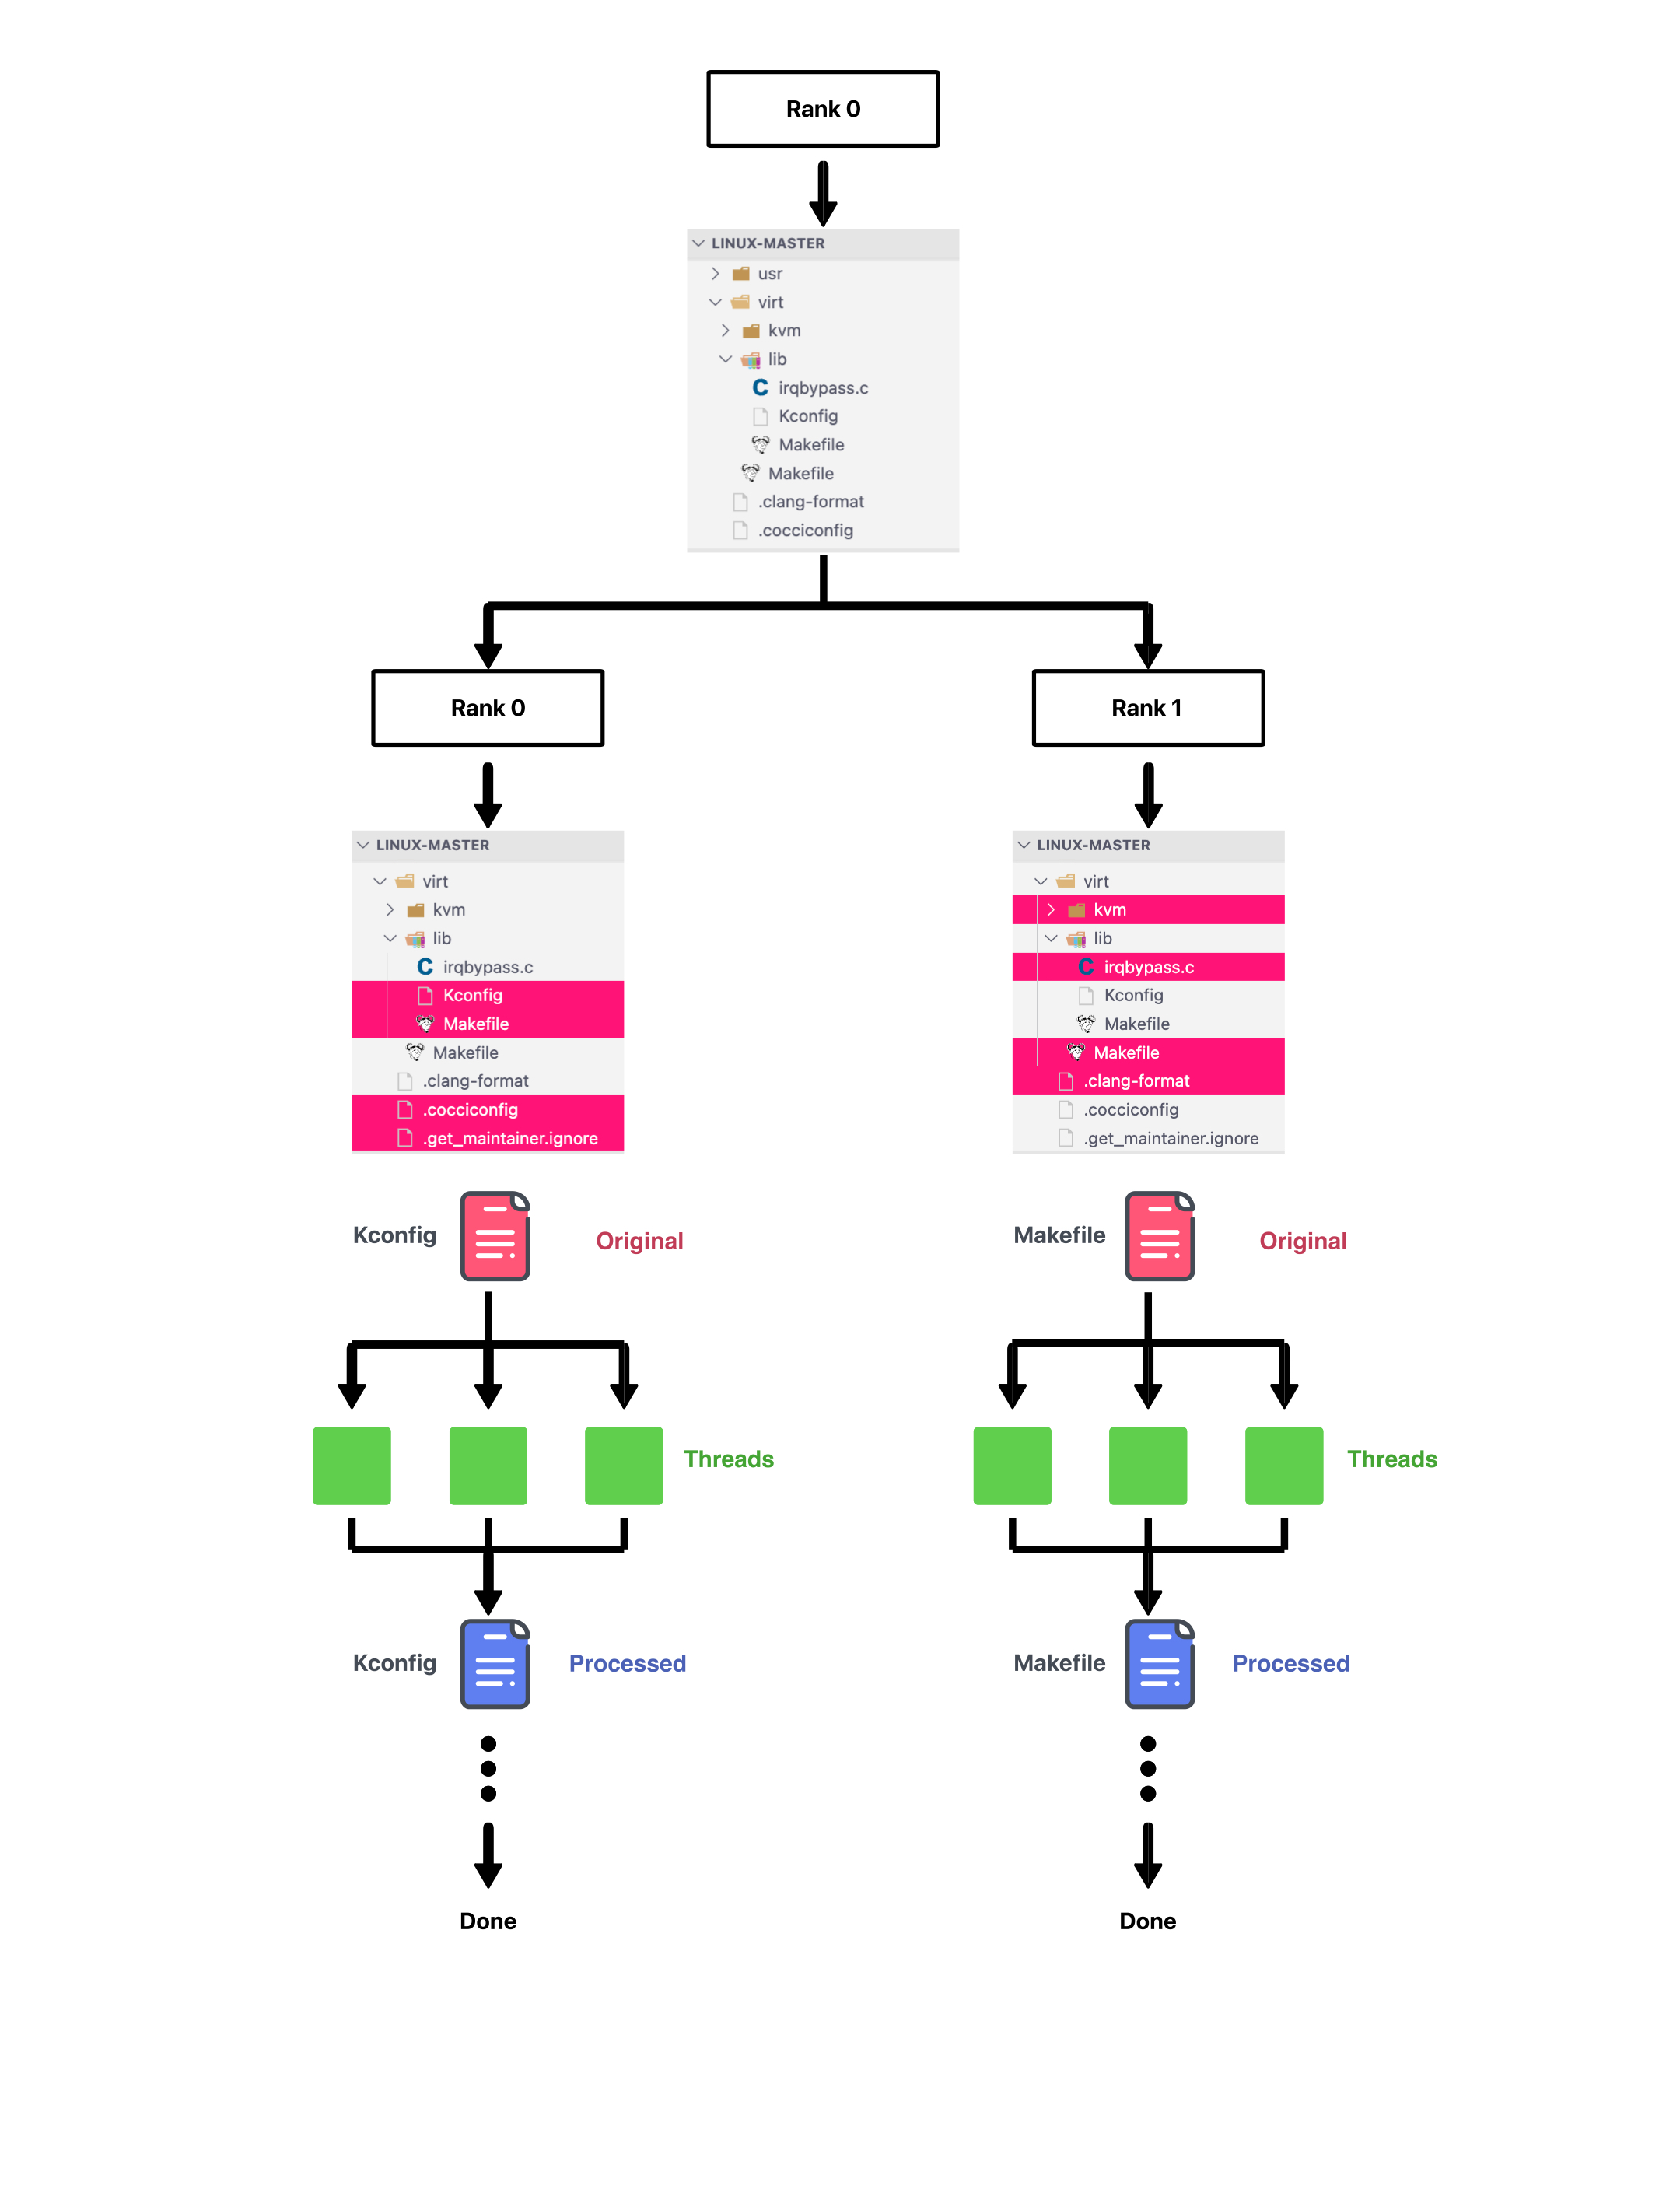 Rank 0
LINUX-MASTER
usr
virt
kvm
lib
C irqbypass.c
Kconfig
Makefile
Makefile
.clang-format
.cocciconfig
Rank 0
LINUX-MASTER
virt
kvm
lib
C irqbypass.c
Kconfig
Makefile
Makefile
.clang-format
.cocciconfig
.get_maintainer.ignore
Kconfig
Original
Threads
Kconfig
Processed
Done
Rank 1
LINUX-MASTER
virt
kvm
lib
C irqbypass.c
Kconfig
Makefile
Makefile
.clang-format
.cocciconfig
.get_maintainer.ignore
Makefile
Original
Threads
Makefile
Processed
Done